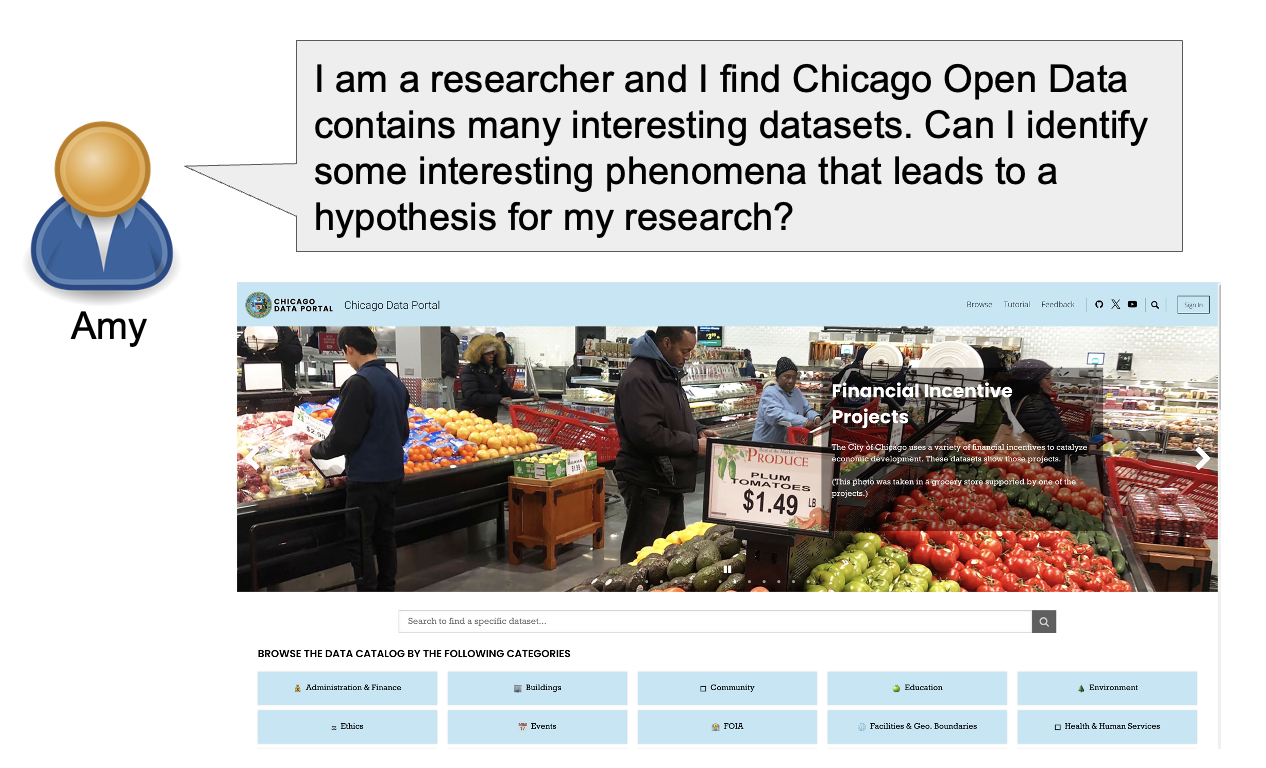 I am a researcher and I find Chicago Open Data
contains many interesting datasets. Can I identify
some interesting phenomena that leads to a
hypothesis for my research?
Amy
CHICAGO
DATA PORTAL
Chicago Data Portal
Browse
Tutorial
Feedback
Sign In
Financial Incentive
Projects
The City of Chicago uses a variety of financial incentives to catalyze
economic development. These datasets show those projects.
(This photo was taken in a grocery store supported by one of the
projects.)
PRODUCE
PLUM
TOMATOES
$1.49 LB
Search to find a specific dataset...
BROWSE THE DATA CATALOG BY THE FOLLOWING CATEGORIES
Administration & Finance
Buildings
Community
Education
Environment
Ethics
Events
FOIA
Facilities & Geo. Boundaries
Health & Human Services